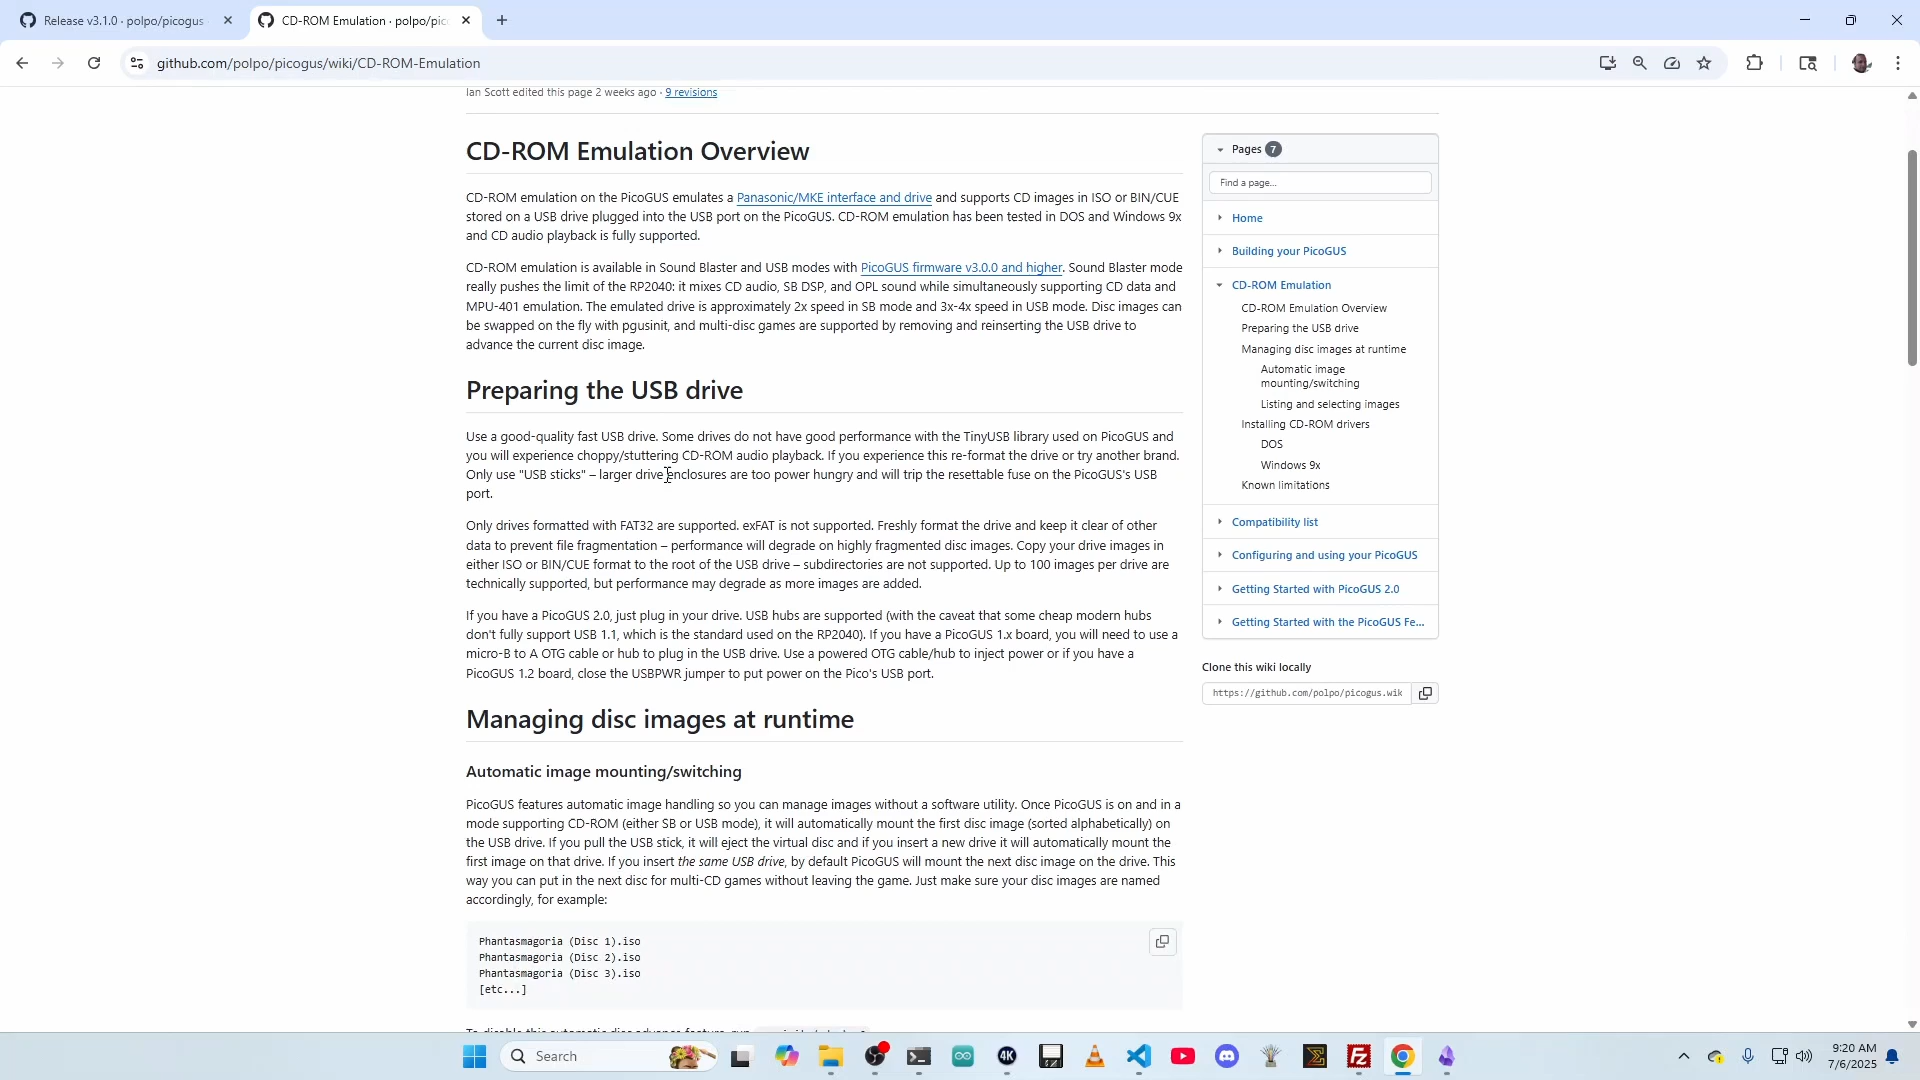 Release v3.1.0 · polpo/picogus
CD-ROM Emulation · polpo/pic
github.com/polpo/picogus/wiki/CD-ROM-Emulation
Ian Scott edited this page 2 weeks ago · 9 revisions
CD-ROM Emulation Overview
CD-ROM emulation on the PicoGUS emulates a Panasonic/MKE interface and drive and supports CD images in ISO or BIN/CUE
stored on a USB drive plugged into the USB port on the PicoGUS. CD-ROM emulation has been tested in DOS and Windows 9x
and CD audio playback is fully supported.
CD-ROM emulation is available in Sound Blaster and USB modes with PicoGUS firmware v3.0.0 and higher. Sound Blaster mode
really pushes the limit of the RP2040: it mixes CD audio, SB DSP, and OPL sound while simultaneously supporting CD data and
MPU-401 emulation. The emulated drive is approximately 2x speed in SB mode and 3x-4x speed in USB mode. Disc images can
be swapped on the fly with pgusinit, and multi-disc games are supported by removing and reinserting the USB drive to
advance the current disc image.
Preparing the USB drive
Use a good-quality fast USB drive. Some drives do not have good performance with the TinyUSB library used on PicoGUS and
you will experience choppy/stuttering CD-ROM audio playback. If you experience this re-format the drive or try another brand.
Only use "USB sticks" – larger drive enclosures are too power hungry and will trip the resettable fuse on the PicoGUS's USB
port.
Only drives formatted with FAT32 are supported. exFAT is not supported. Freshly format the drive and keep it clear of other
data to prevent file fragmentation – performance will degrade on highly fragmented disc images. Copy your drive images in
either ISO or BIN/CUE format to the root of the USB drive – subdirectories are not supported. Up to 100 images per drive are
technically supported, but performance may degrade as more images are added.
If you have a PicoGUS 2.0, just plug in your drive. USB hubs are supported (with the caveat that some cheap modern hubs
don't fully support USB 1.1, which is the standard used on the RP2040). If you have a PicoGUS 1.x board, you will need to use a
micro-B to A OTG cable or hub to plug in the USB drive. Use a powered OTG cable/hub to inject power or if you have a
PicoGUS 1.2 board, close the USBPWR jumper to put power on the Pico's USB port.
Managing disc images at runtime
Automatic image mounting/switching
PicoGUS features automatic image handling so you can manage images without a software utility. Once PicoGUS is on and in a
mode supporting CD-ROM (either SB or USB mode), it will automatically mount the first disc image (sorted alphabetically) on
the USB drive. If you pull the USB stick, it will eject the virtual disc and if you insert a new drive it will automatically mount the
first image on that drive. If you insert the same USB drive, by default PicoGUS will mount the next disc image on the drive. This
way you can put in the next disc for multi-CD games without leaving the game. Just make sure your disc images are named
accordingly, for example:
Phantasmagoria (Disc 1).iso
Phantasmagoria (Disc 2).iso
Phantasmagoria (Disc 3).iso
[etc...]
Pages 7
Find a page...
Home
Building your PicoGUS
CD-ROM Emulation
CD-ROM Emulation Overview
Preparing the USB drive
Managing disc images at runtime
Automatic image
mounting/switching
Listing and selecting images
Installing CD-ROM drivers
DOS
Windows 9x
Known limitations
Compatibility list
Configuring and using your PicoGUS
Getting Started with PicoGUS 2.0
Getting Started with the PicoGUS Fe...
Clone this wiki locally
https://github.com/polpo/picogus.wik
Search
4K
9:20 AM
7/6/2025